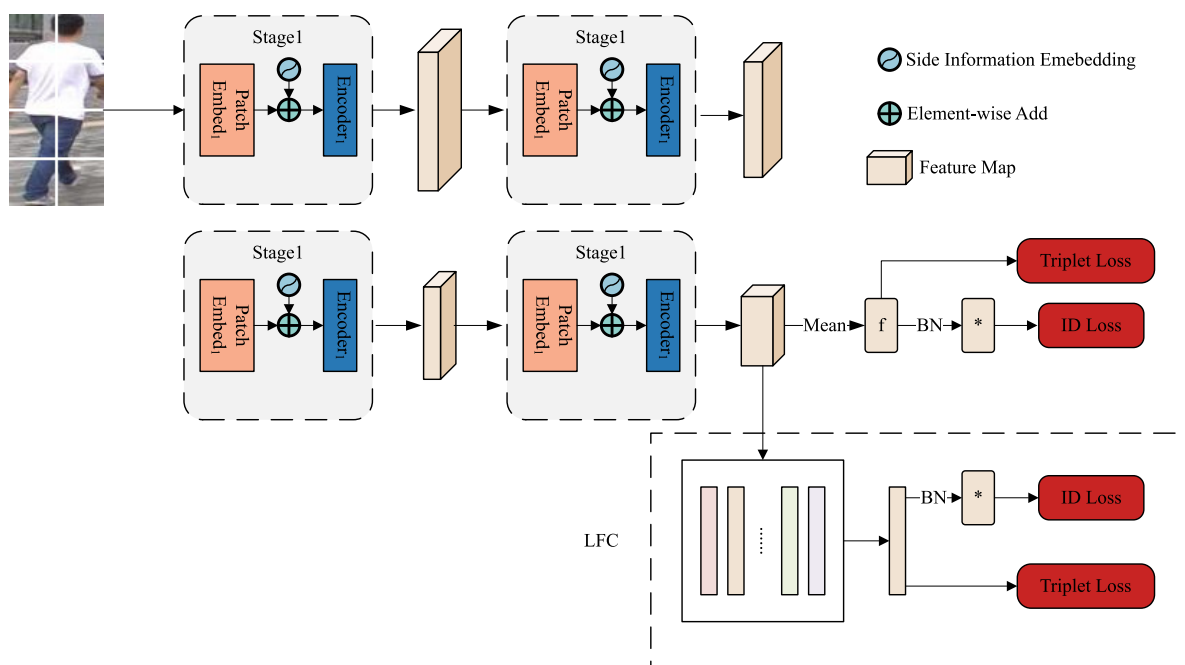 Stage1
Patch
Embed1
Encoder1
Stage1
Patch
Embed1
Encoder1
Side Information Emebedding
Element-wise Add
Feature Map
Stage1
Patch
Embed1
Encoder1
Stage1
Patch
Embed1
Encoder1
Mean
f
BN
*
Triplet Loss
ID Loss
LFC
......
BN
*
ID Loss
Triplet Loss